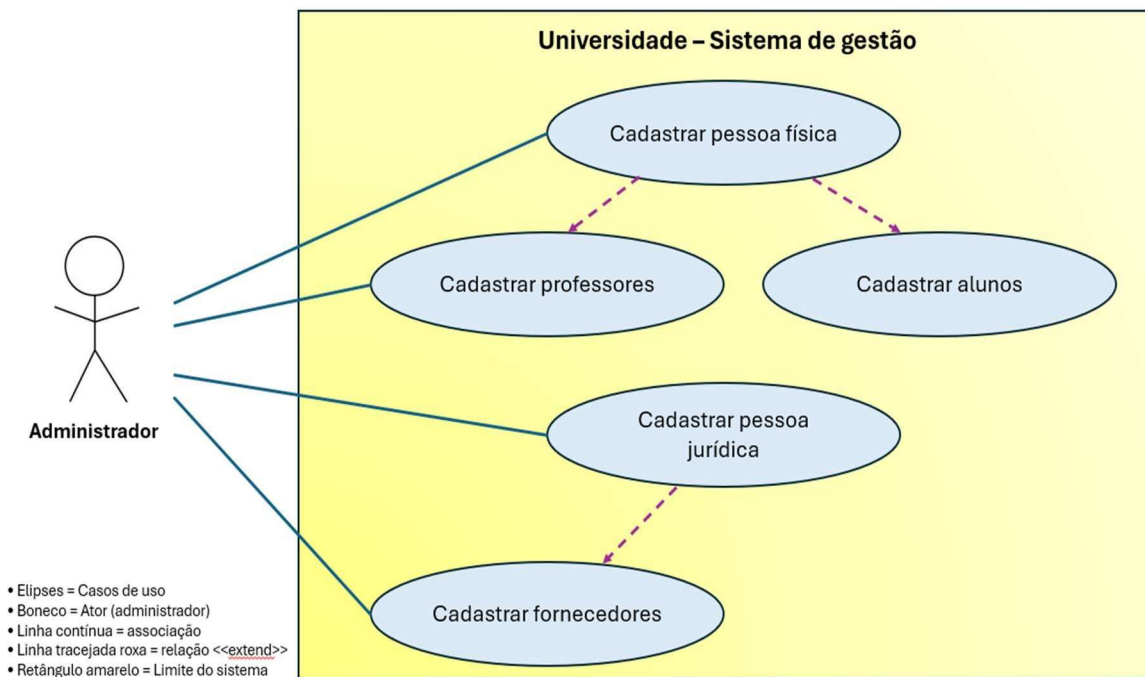 Universidade – Sistema de gestão
Cadastrar pessoa física
Cadastrar professores
Cadastrar alunos
Cadastrar pessoa
jurídica
Administrador
Cadastrar fornecedores
• Elipses = Casos de uso
• Boneco = Ator (administrador)
• Linha contínua = associação
• Linha tracejada roxa = relação <<extend>>
• Retângulo amarelo = Limite do sistema